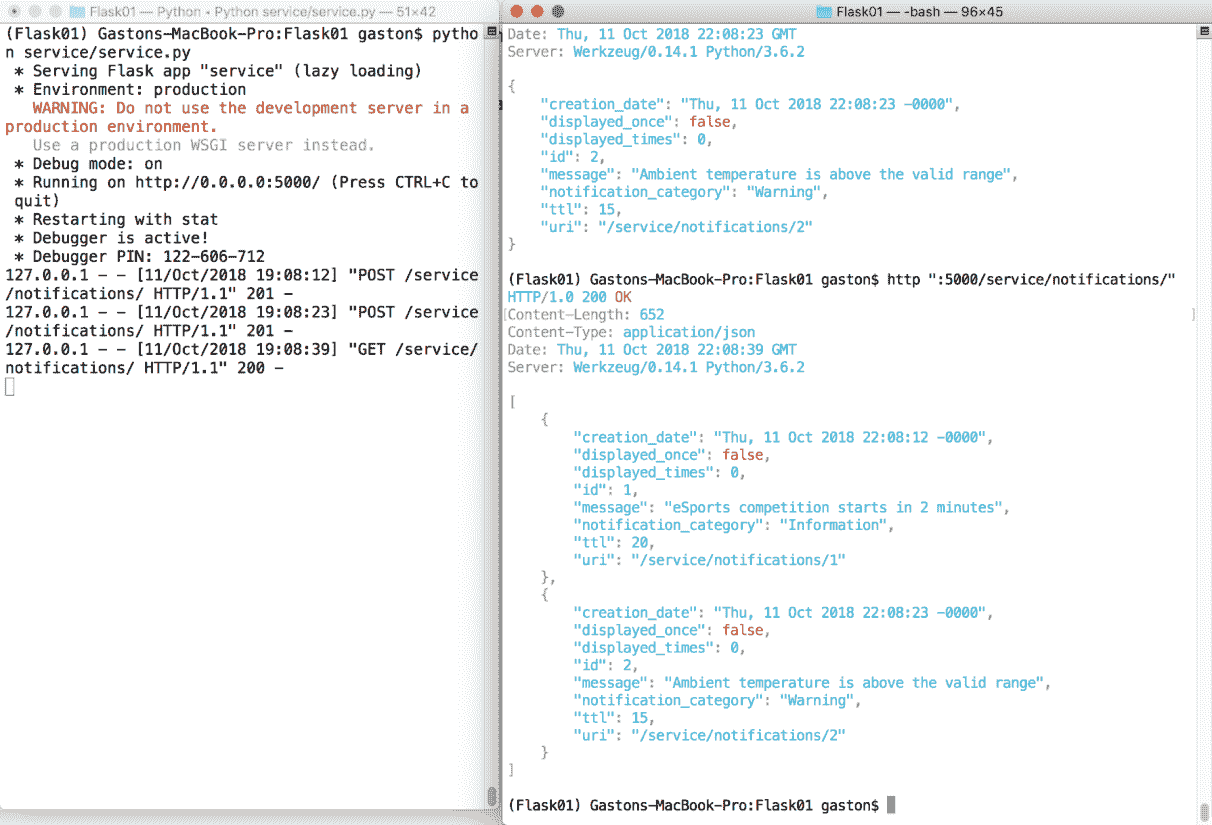 Flask01 — Python • Python service/service.py — 51×42
(Flask01) Gastons-MacBook-Pro:Flask01 gaston$ pytho
n service/service.py
 * Serving Flask app "service" (lazy loading)
 * Environment: production
   WARNING: Do not use the development server in a
production environment.
   Use a production WSGI server instead.
 * Debug mode: on
 * Running on http://0.0.0.0:5000/ (Press CTRL+C to
 quit)
 * Restarting with stat
 * Debugger is active!
 * Debugger PIN: 122-606-712
127.0.0.1 - - [11/Oct/2018 19:08:12] "POST /service
/notifications/ HTTP/1.1" 201 -
127.0.0.1 - - [11/Oct/2018 19:08:23] "POST /service
/notifications/ HTTP/1.1" 201 -
127.0.0.1 - - [11/Oct/2018 19:08:39] "GET /service/
notifications/ HTTP/1.1" 200 -
Flask01 — -bash — 96×45
Date: Thu, 11 Oct 2018 22:08:23 GMT
Server: Werkzeug/0.14.1 Python/3.6.2
{
    "creation_date": "Thu, 11 Oct 2018 22:08:23 -0000",
    "displayed_once": false,
    "displayed_times": 0,
    "id": 2,
    "message": "Ambient temperature is above the valid range",
    "notification_category": "Warning",
    "ttl": 15,
    "uri": "/service/notifications/2"
}
(Flask01) Gastons-MacBook-Pro:Flask01 gaston$ http ":5000/service/notifications/"
HTTP/1.0 200 OK
Content-Length: 652
Content-Type: application/json
Date: Thu, 11 Oct 2018 22:08:39 GMT
Server: Werkzeug/0.14.1 Python/3.6.2
[
    {
        "creation_date": "Thu, 11 Oct 2018 22:08:12 -0000",
        "displayed_once": false,
        "displayed_times": 0,
        "id": 1,
        "message": "eSports competition starts in 2 minutes",
        "notification_category": "Information",
        "ttl": 20,
        "uri": "/service/notifications/1"
    },
    {
        "creation_date": "Thu, 11 Oct 2018 22:08:23 -0000",
        "displayed_once": false,
        "displayed_times": 0,
        "id": 2,
        "message": "Ambient temperature is above the valid range",
        "notification_category": "Warning",
        "ttl": 15,
        "uri": "/service/notifications/2"
    }
]
(Flask01) Gastons-MacBook-Pro:Flask01 gaston$